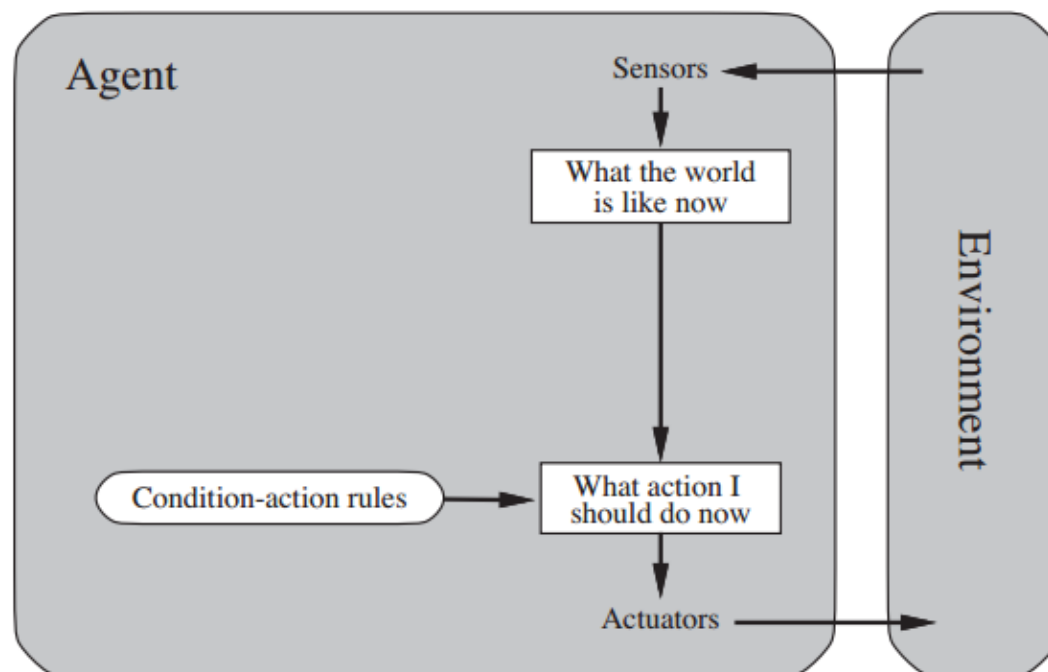 Agent
Sensors
What the world
is like now
Environment
Condition-action rules
What action I
should do now
Actuators